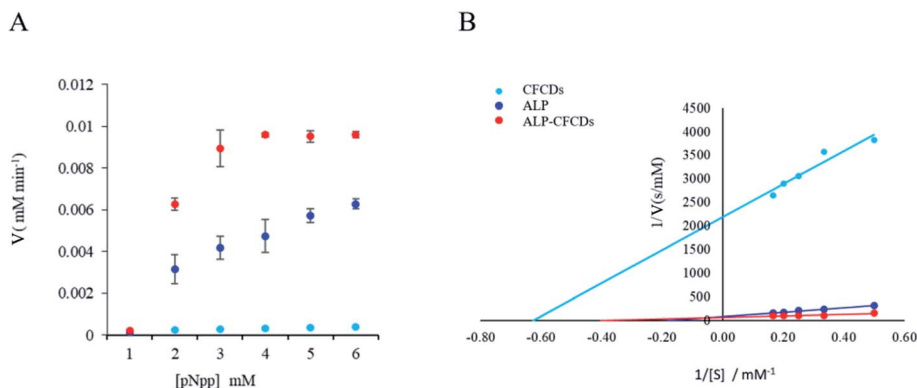 A
V( mM min-1)
0.012
0.01
0.008
0.006
0.004
0.002
0
1 2 3 4 5 6
[pNpp] mM
B
CFCDs
ALP
ALP-CFCDs
1/V(s/mM)
4500
4000
3500
3000
2500
2000
1500
1000
500
0
-0.80 -0.60 -0.40 -0.20 0.00 0.20 0.40 0.60
1/[S] / mM-1